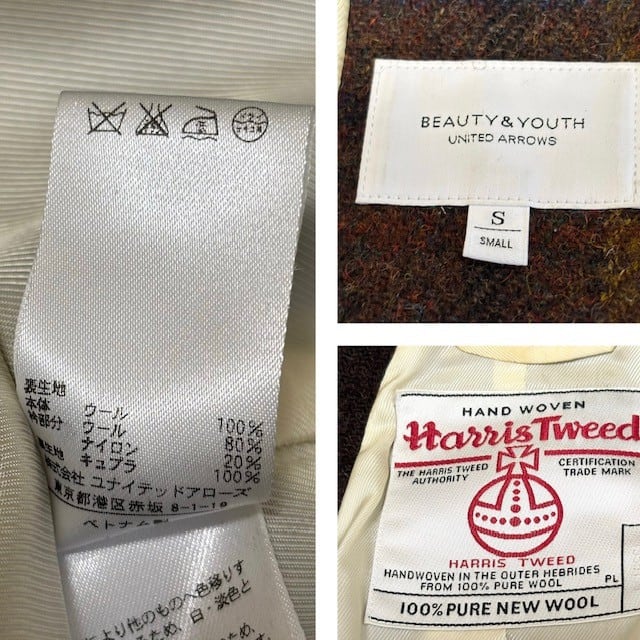 表生地
本体 ウール 100%
ウール 80%
ナイロン 20%
キュプラ 100%
株式会社 ユナイテッドアローズ
東京都港区赤坂 8-1-19
BEAUTY&YOUTH
UNITED ARROWS
S
SMALL
HAND WOVEN
Harris Tweed
THE HARRIS TWEED
AUTHORITY
CERTIFICATION
TRADE MARK
HARRIS TWEED
HANDWOVEN IN THE OUTER HEBRIDES
FROM 100% PURE WOOL
PL
100% PURE NEW WOOL